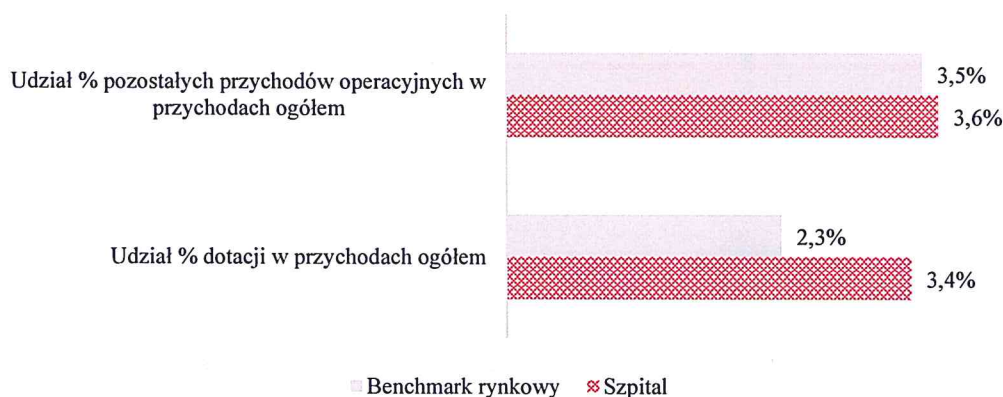 Udział % pozostałych przychodów operacyjnych w
przychodach ogółem
3,5%
3,6%
Udział % dotacji w przychodach ogółem
2,3%
3,4%
Benchmark rynkowy
Szpital